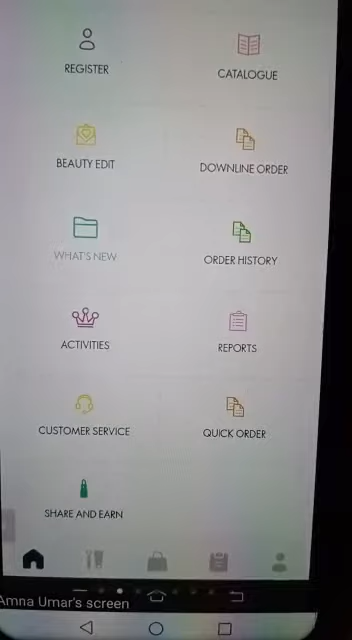 REGISTER
CATALOGUE
BEAUTY EDIT
DOWNLINE ORDER
WHAT'S NEW
ORDER HISTORY
ACTIVITIES
REPORTS
CUSTOMER SERVICE
QUICK ORDER
SHARE AND EARN
Amna Umar's screen